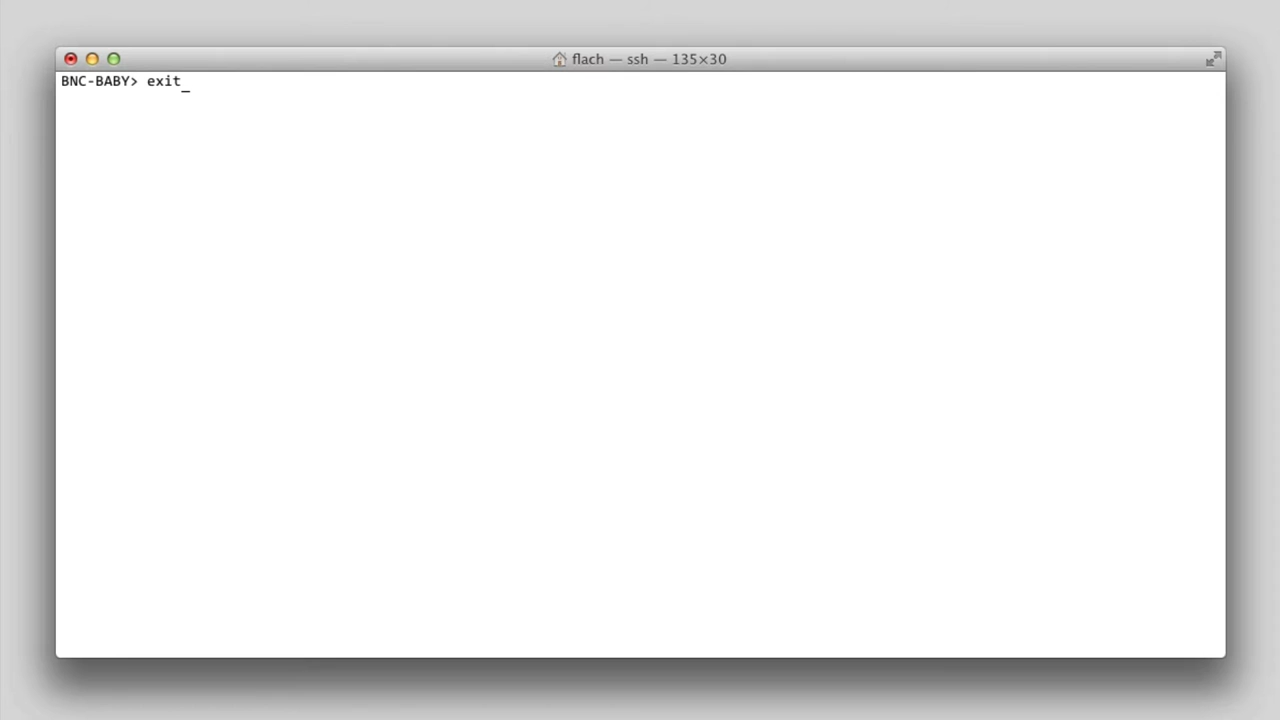 flach — ssh — 135×30
BNC-BABY> exit_